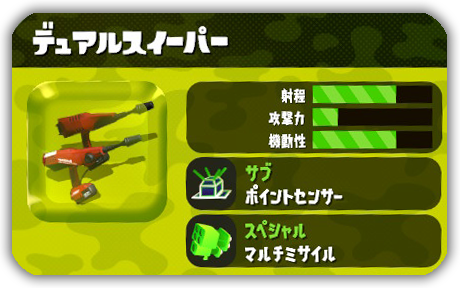 デュアルスイーパー
射程
攻撃力
機動性
サブ
ポイントセンサー
スペシャル
マルチミサイル